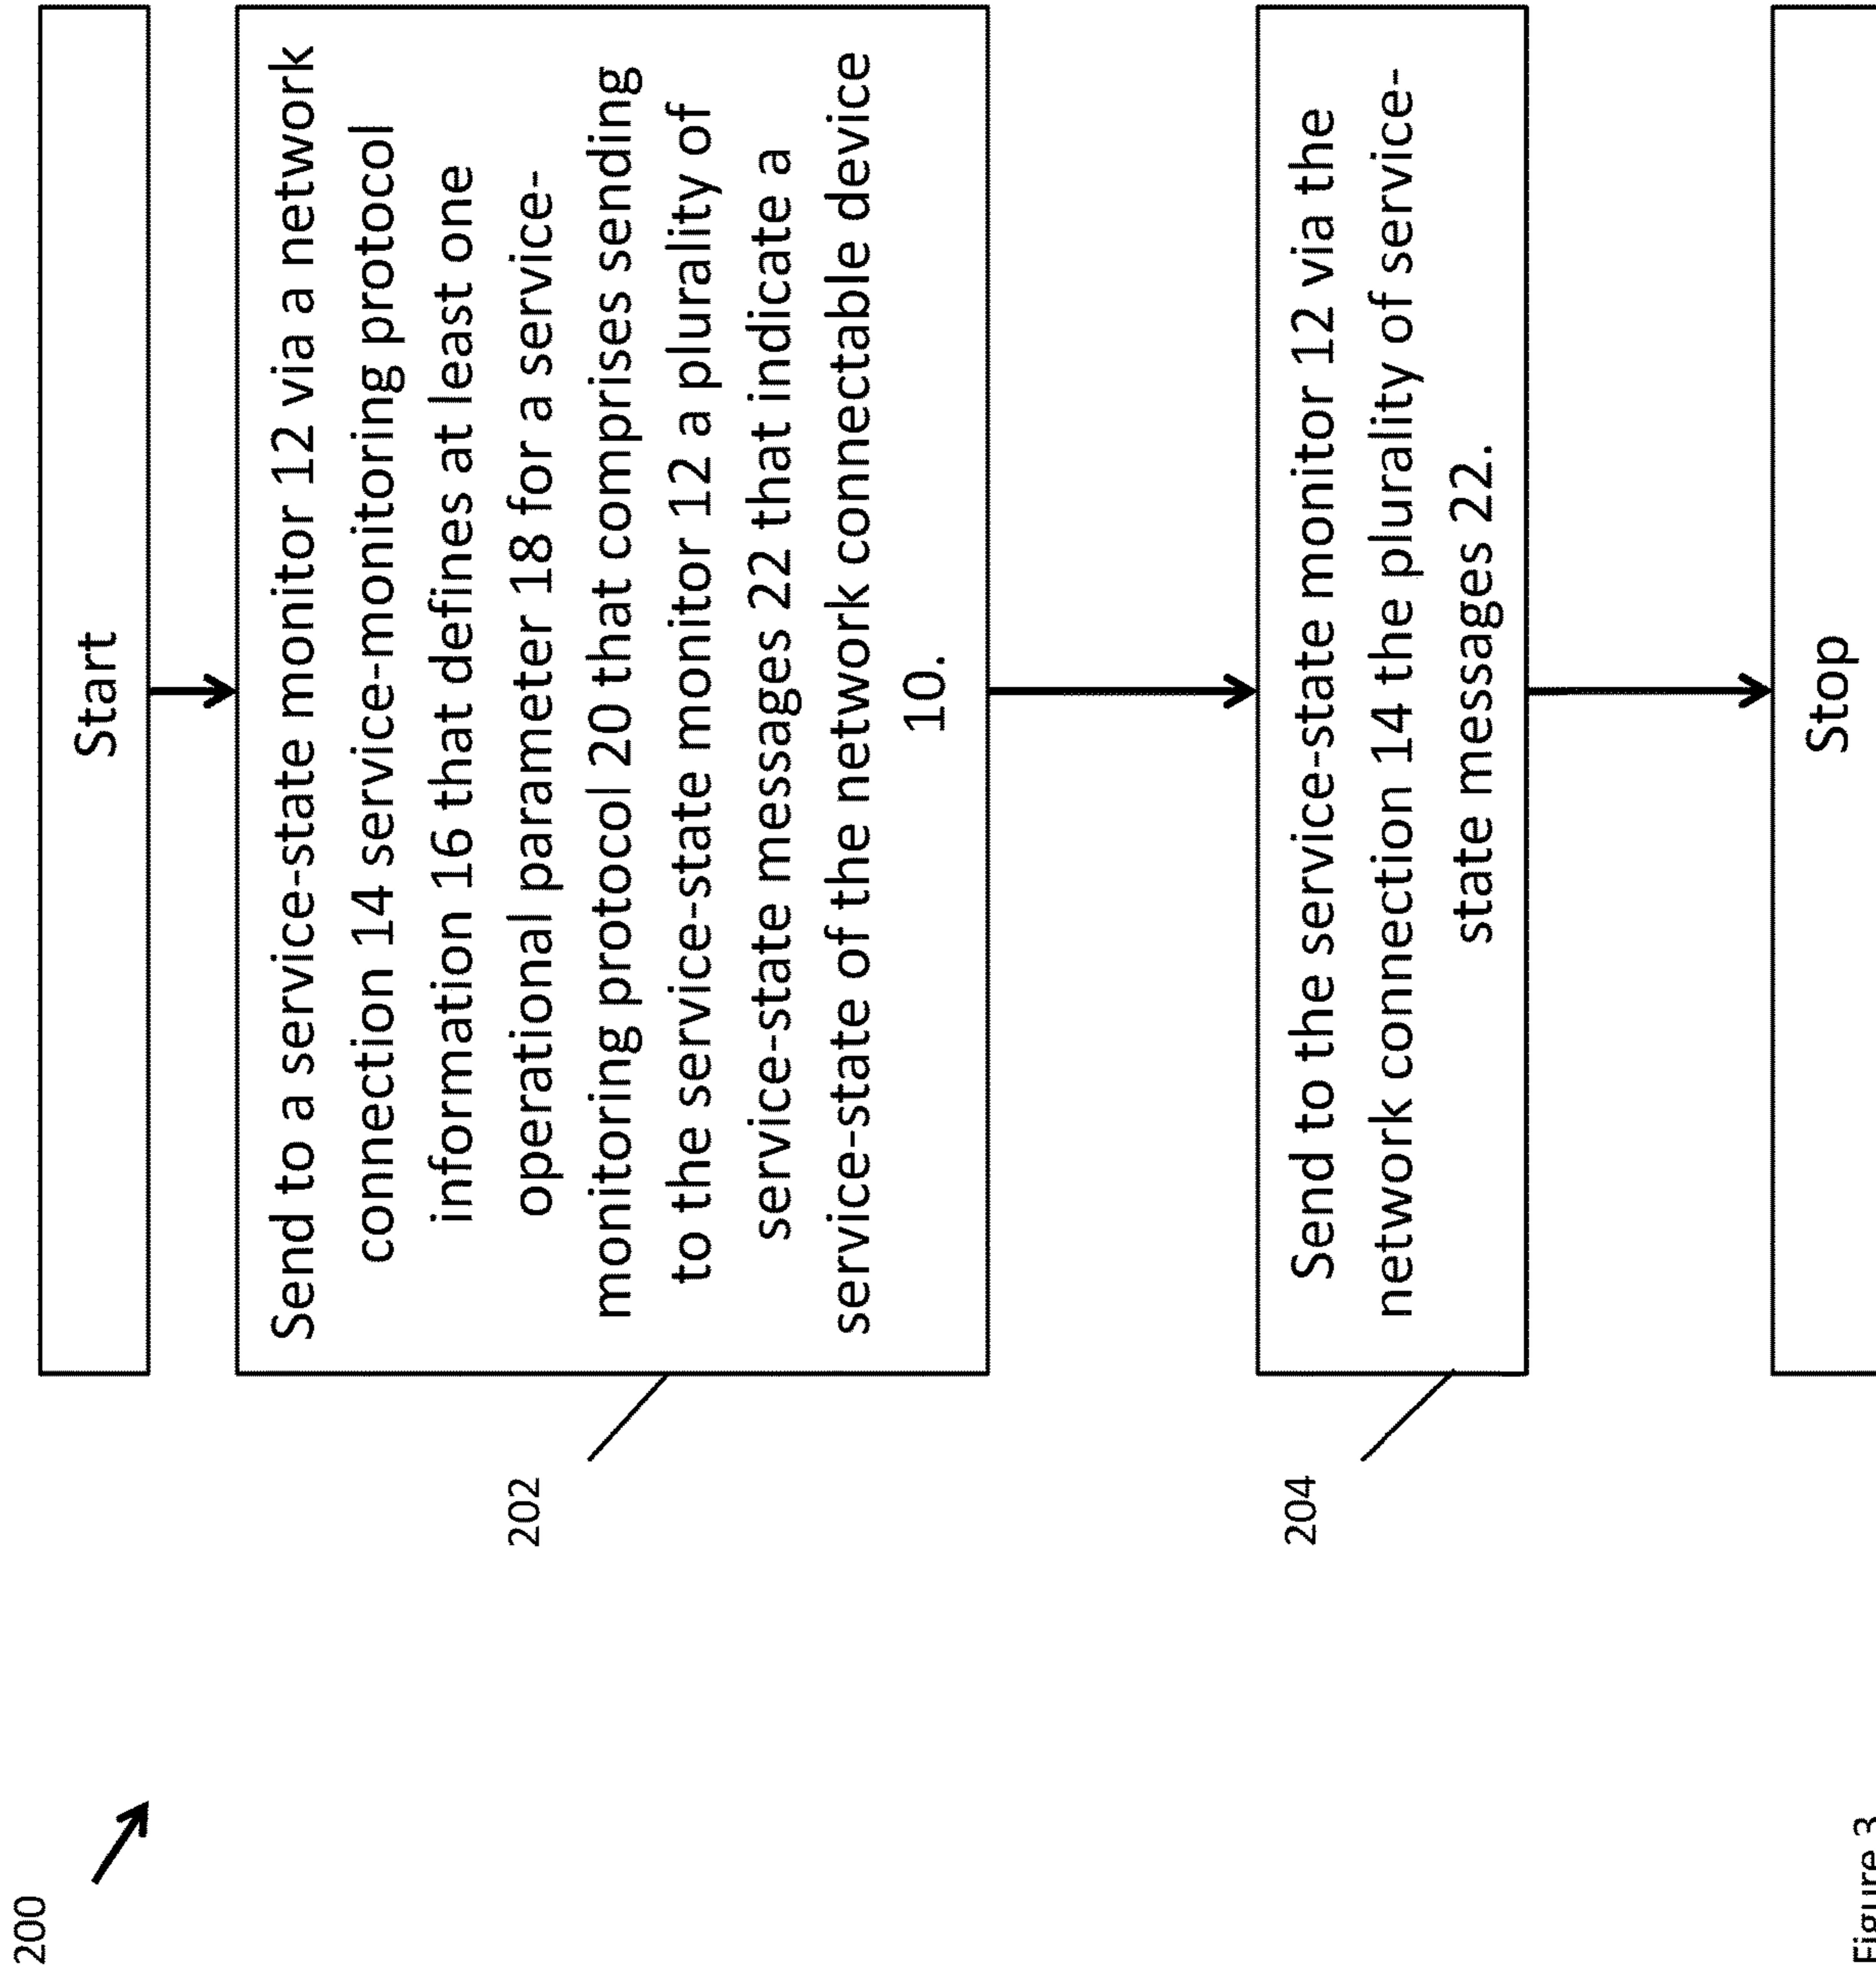 200
Start
202
Send to a service-state monitor 12 via a network
connection 14 service-monitoring protocol
information 16 that defines at least one
operational parameter 18 for a service-
monitoring protocol 20 that comprises sending
to the service-state monitor 12 a plurality of
service-state messages 22 that indicate a
service-state of the network connectable device
10.
204
Send to the service-state monitor 12 via the
network connection 14 the plurality of service-
state messages 22.
Stop
Figure 3